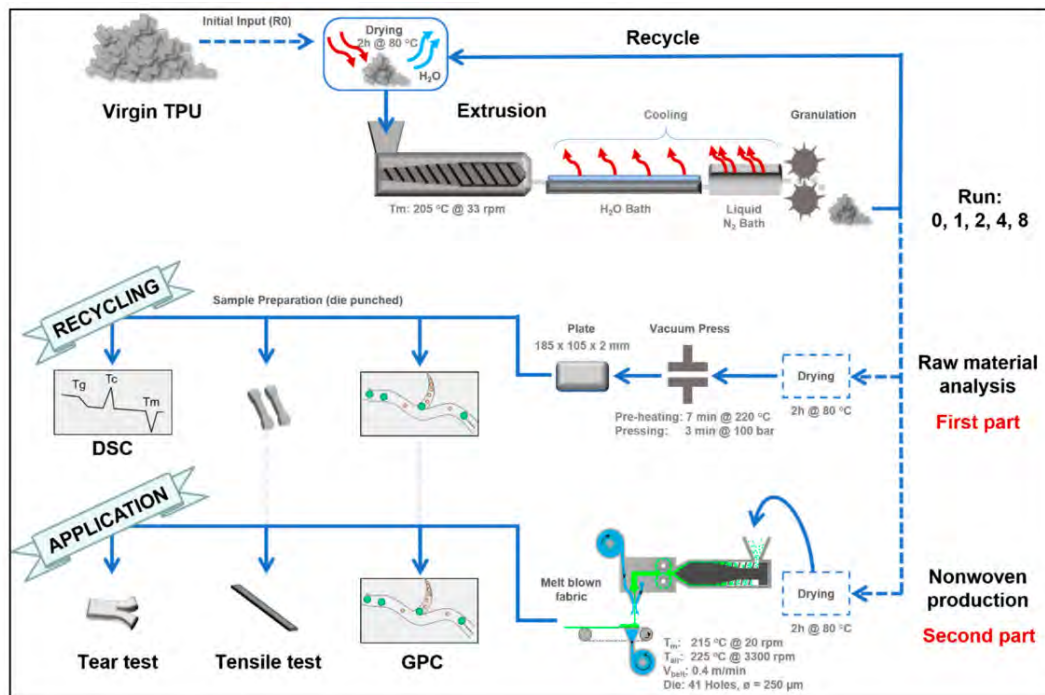 Initial Input (R0)
Drying
2h @ 80 °C
H₂O
Recycle
Virgin TPU
Extrusion
Cooling
Granulation
Tm: 205 °C @ 33 rpm
H₂O Bath
Liquid
N₂ Bath
Run:
0, 1, 2, 4, 8
RECYCLING
Sample Preparation (die punched)
Plate
185 x 105 x 2 mm
Vacuum Press
Drying
2h @ 80 °C
Pre-heating: 7 min @ 220 °C
Pressing: 3 min @ 100 bar
Raw material
analysis
First part
Tg
Tc
Tm
DSC
APPLICATION
Melt blown
fabric
Drying
2h @ 80 °C
Nonwoven
production
Second part
Tm: 215 °C @ 20 rpm
Tair: 225 °C @ 3300 rpm
Vbelt: 0.4 m/min
Die: 41 Holes, ø = 250 µm
Tear test
Tensile test
GPC